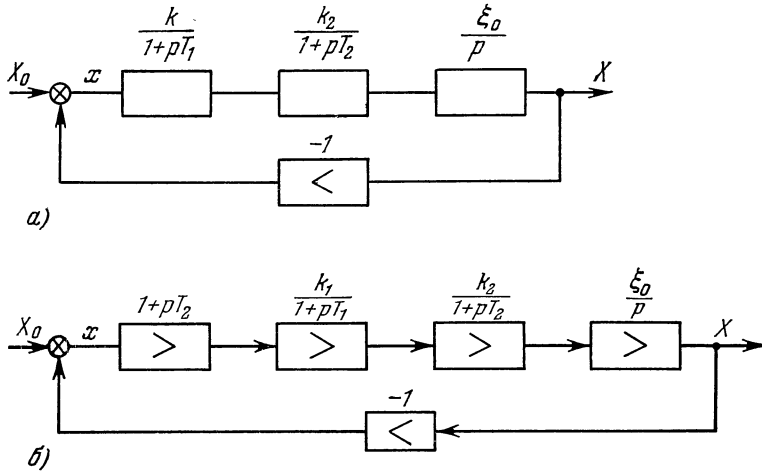 k/1+pT₁ k₂/1+pT₂ ξ₀/p
X₀ x X
-1
<
а)
1+pT₂ k₁/1+pT₁ k₂/1+pT₂ ξ₀/p
X₀ x > > > > X
-1
<
б)